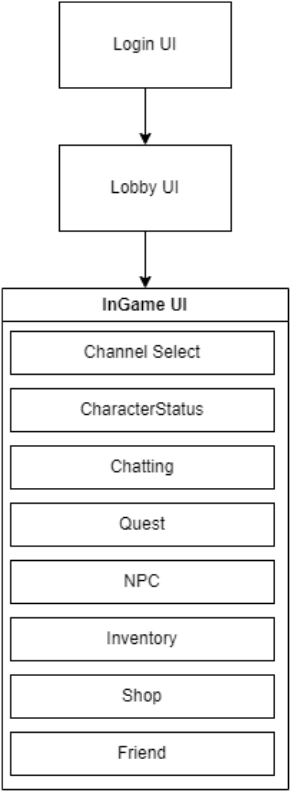 Login UI
Lobby UI
InGame UI
Channel Select
CharacterStatus
Chatting
Quest
NPC
Inventory
Shop
Friend